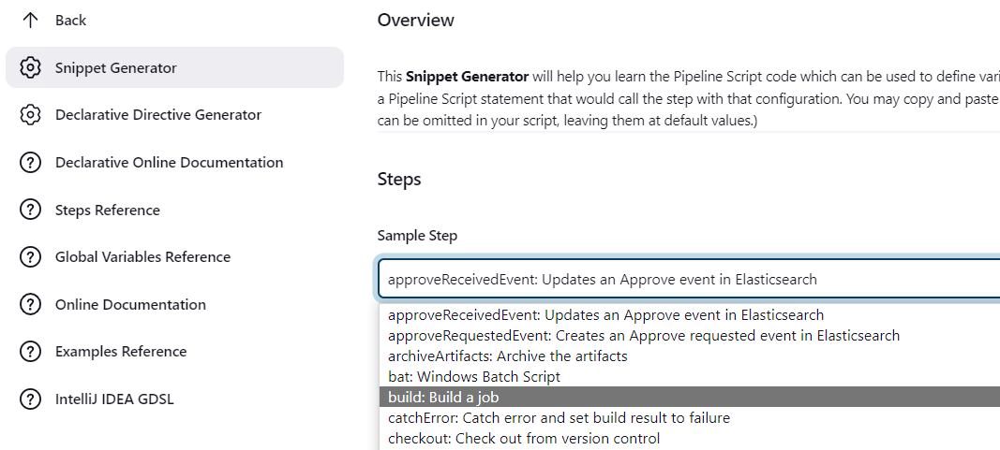 Back
Snippet Generator
Declarative Directive Generator
Declarative Online Documentation
Steps Reference
Global Variables Reference
Online Documentation
Examples Reference
IntelliJ IDEA GDSL
Overview
This Snippet Generator will help you learn the Pipeline Script code which can be used to define vari
a Pipeline Script statement that would call the step with that configuration. You may copy and paste
can be omitted in your script, leaving them at default values.)
Steps
Sample Step
approveReceivedEvent: Updates an Approve event in Elasticsearch
approveReceivedEvent: Updates an Approve event in Elasticsearch
approveRequestedEvent: Creates an Approve requested event in Elasticsearch
archiveArtifacts: Archive the artifacts
bat: Windows Batch Script
build: Build a job
catchError: Catch error and set build result to failure
checkout: Check out from version control